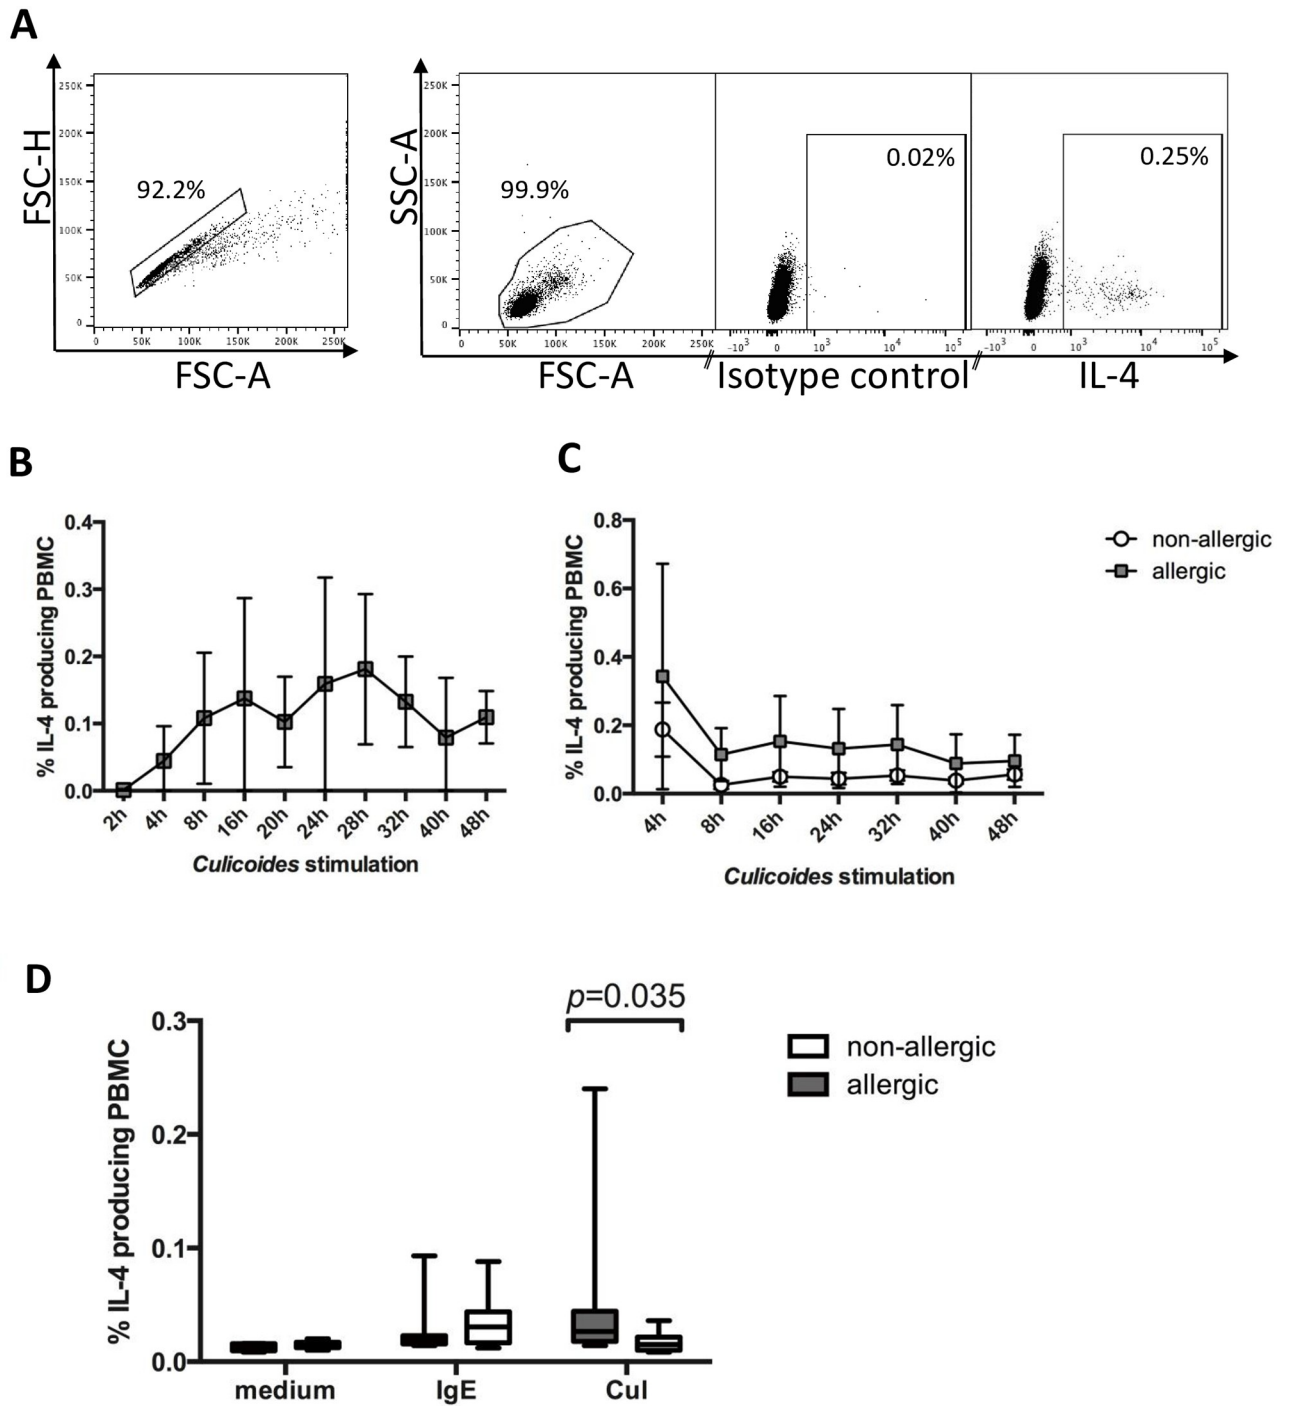 A
FSC-H
250K
200K
150K
100K
50K
0
92.2%
0 50K 100K 150K 200K 250K
FSC-A
SSC-A
250K
200K
150K
100K
50K
0
99.9%
0 50K 100K 150K 200K 250K
FSC-A
0.02%
-10³ 0 10³ 10⁴ 10⁵
Isotype control
0.25%
-10³ 0 10³ 10⁴ 10⁵
IL-4
B
% IL-4 producing PBMC
0.4
0.3
0.2
0.1
0.0
2h 4h 8h 16h 20h 24h 28h 32h 40h 48h
Culicoides stimulation
C
% IL-4 producing PBMC
0.8
0.6
0.4
0.2
0.0
4h 8h 16h 24h 32h 40h 48h
Culicoides stimulation
non-allergic
allergic
D
% IL-4 producing PBMC
0.3
0.2
0.1
0.0
p=0.035
medium IgE Cul
non-allergic
allergic